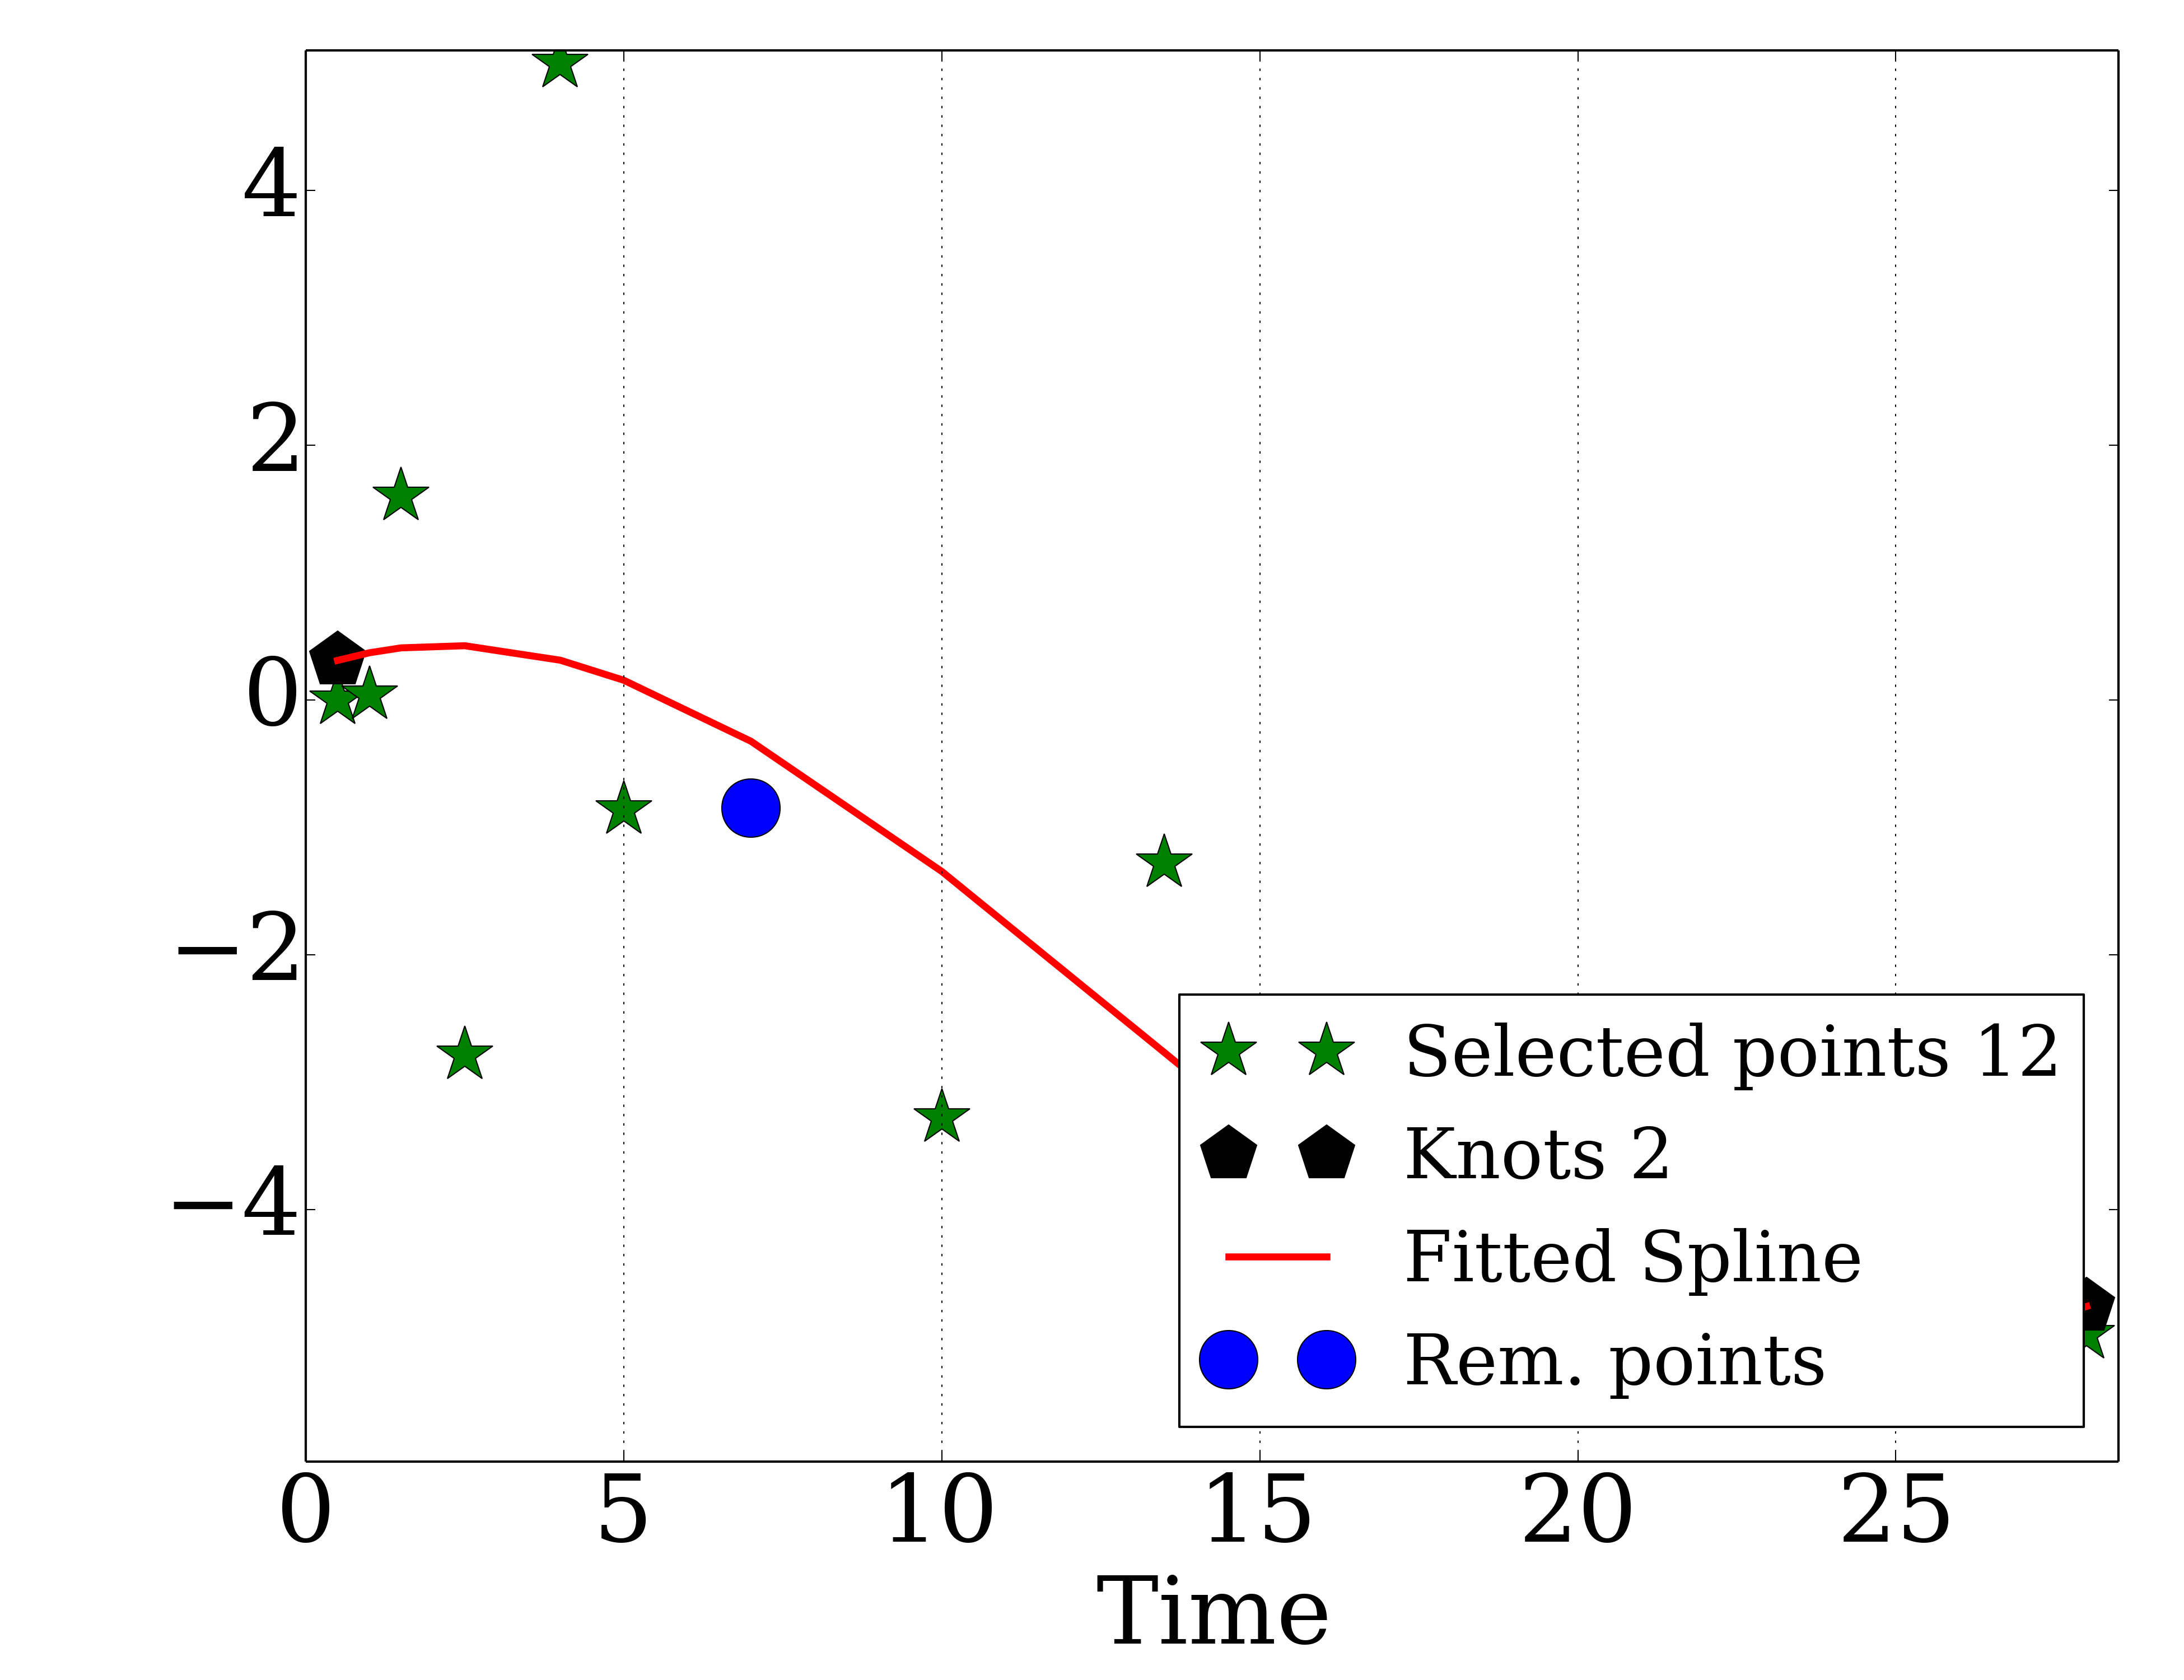 4
2
0
−2
−4
Selected points 12
Knots 2
Fitted Spline
Rem. points
0 5 10 15 20 25
Time